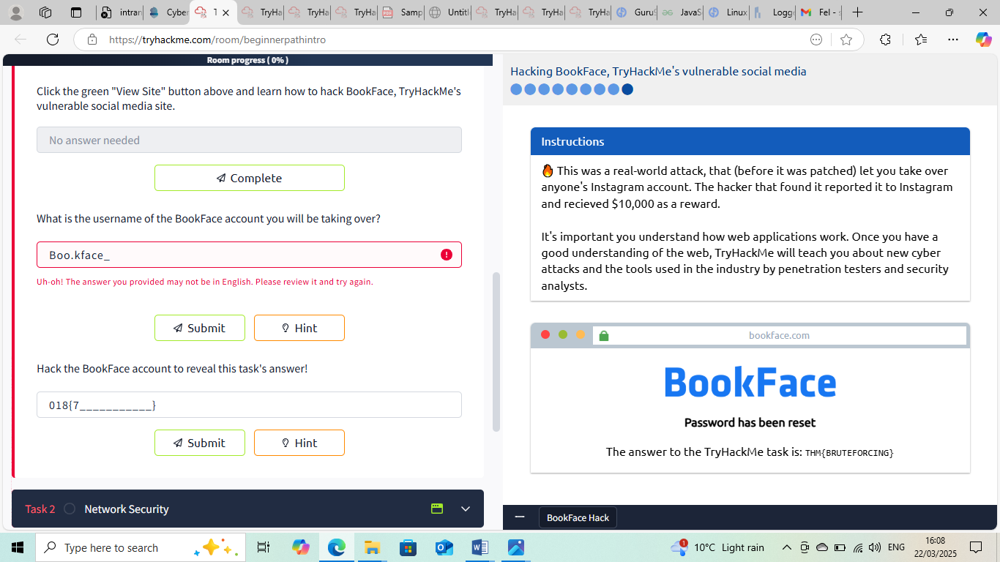 intran
Cyber
T
TryHa
TryHa
TryHa
Samp
Untitl
TryHa
TryHa
TryHa
Guru9
JavaS
Linux
Logge
Fel - s
https://tryhackme.com/room/beginnerpathintro
Room progress ( 0% )
Click the green "View Site" button above and learn how to hack BookFace, TryHackMe's
vulnerable social media site.
No answer needed
Complete
What is the username of the BookFace account you will be taking over?
Boo.kface_
Uh-oh! The answer you provided may not be in English. Please review it and try again.
Submit
Hint
Hack the BookFace account to reveal this task's answer!
018{7___________}
Submit
Hint
Task 2
Network Security
Hacking BookFace, TryHackMe's vulnerable social media
Instructions
🔥 This was a real-world attack, that (before it was patched) let you take over
anyone's Instagram account. The hacker that found it reported it to Instagram
and recieved $10,000 as a reward.
It's important you understand how web applications work. Once you have a
good understanding of the web, TryHackMe will teach you about new cyber
attacks and the tools used in the industry by penetration testers and security
analysts.
bookface.com
BookFace
Password has been reset
The answer to the TryHackMe task is: THM{BRUTEFORCING}
BookFace Hack
Type here to search
1
10°C Light rain
ENG
16:08
22/03/2025